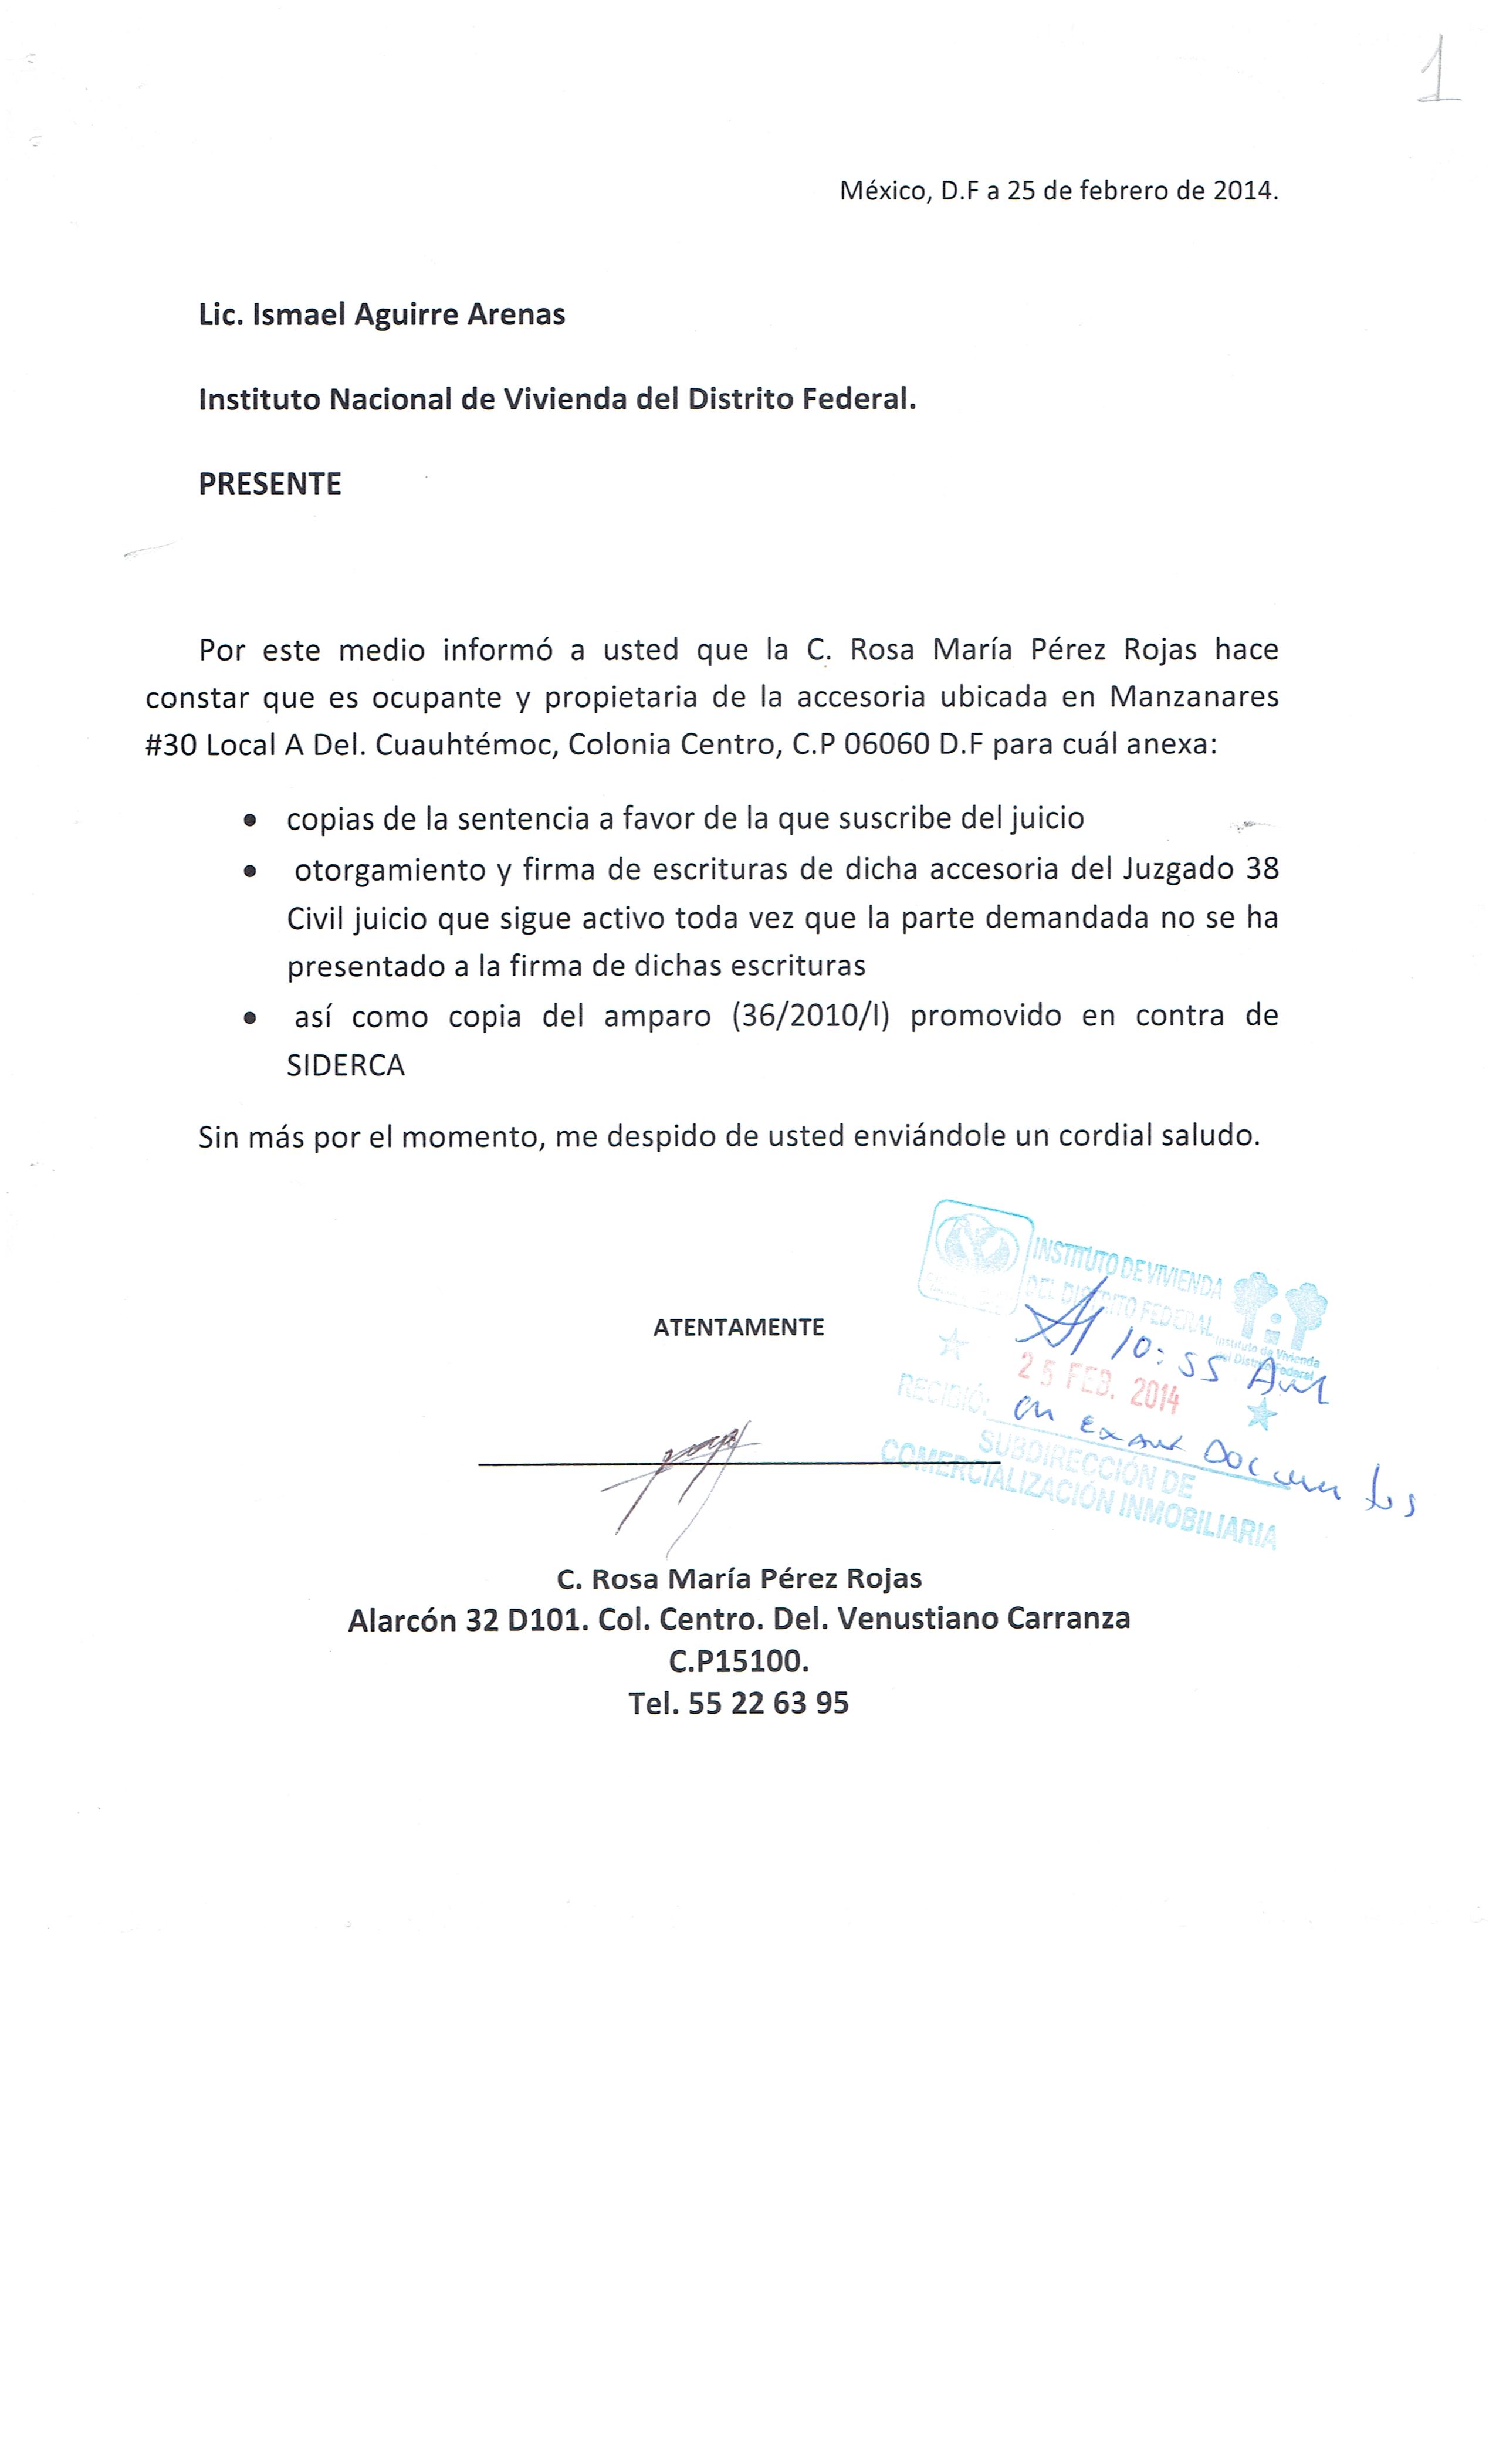 1
México, D.F a 25 de febrero de 2014.
Lic. Ismael Aguirre Arenas
Instituto Nacional de Vivienda del Distrito Federal.
PRESENTE
Por este medio informó a usted que la C. Rosa María Pérez Rojas hace
constar que es ocupante y propietaria de la accesoria ubicada en Manzanares
#30 Local A Del. Cuauhtémoc, Colonia Centro, C.P 06060 D.F para cuál anexa:
• copias de la sentencia a favor de la que suscribe del juicio
• otorgamiento y firma de escrituras de dicha accesoria del Juzgado 38
Civil juicio que sigue activo toda vez que la parte demandada no se ha
presentado a la firma de dichas escrituras
• así como copia del amparo (36/2010/I) promovido en contra de
SIDERCA
Sin más por el momento, me despido de usted enviándole un cordial saludo.
INSTITUTO DE VIVIENDA
DEL DISTRITO FEDERAL
Instituto de Vivienda
del Distrito Federal
ATENTAMENTE
10:55 AM
25 FEB. 2014
RECIBIÓ:
Documentos
SUBDIRECCIÓN DE
COMERCIALIZACIÓN INMOBILIARIA
C. Rosa María Pérez Rojas
Alarcón 32 D101. Col. Centro. Del. Venustiano Carranza
C.P15100.
Tel. 55 22 63 95